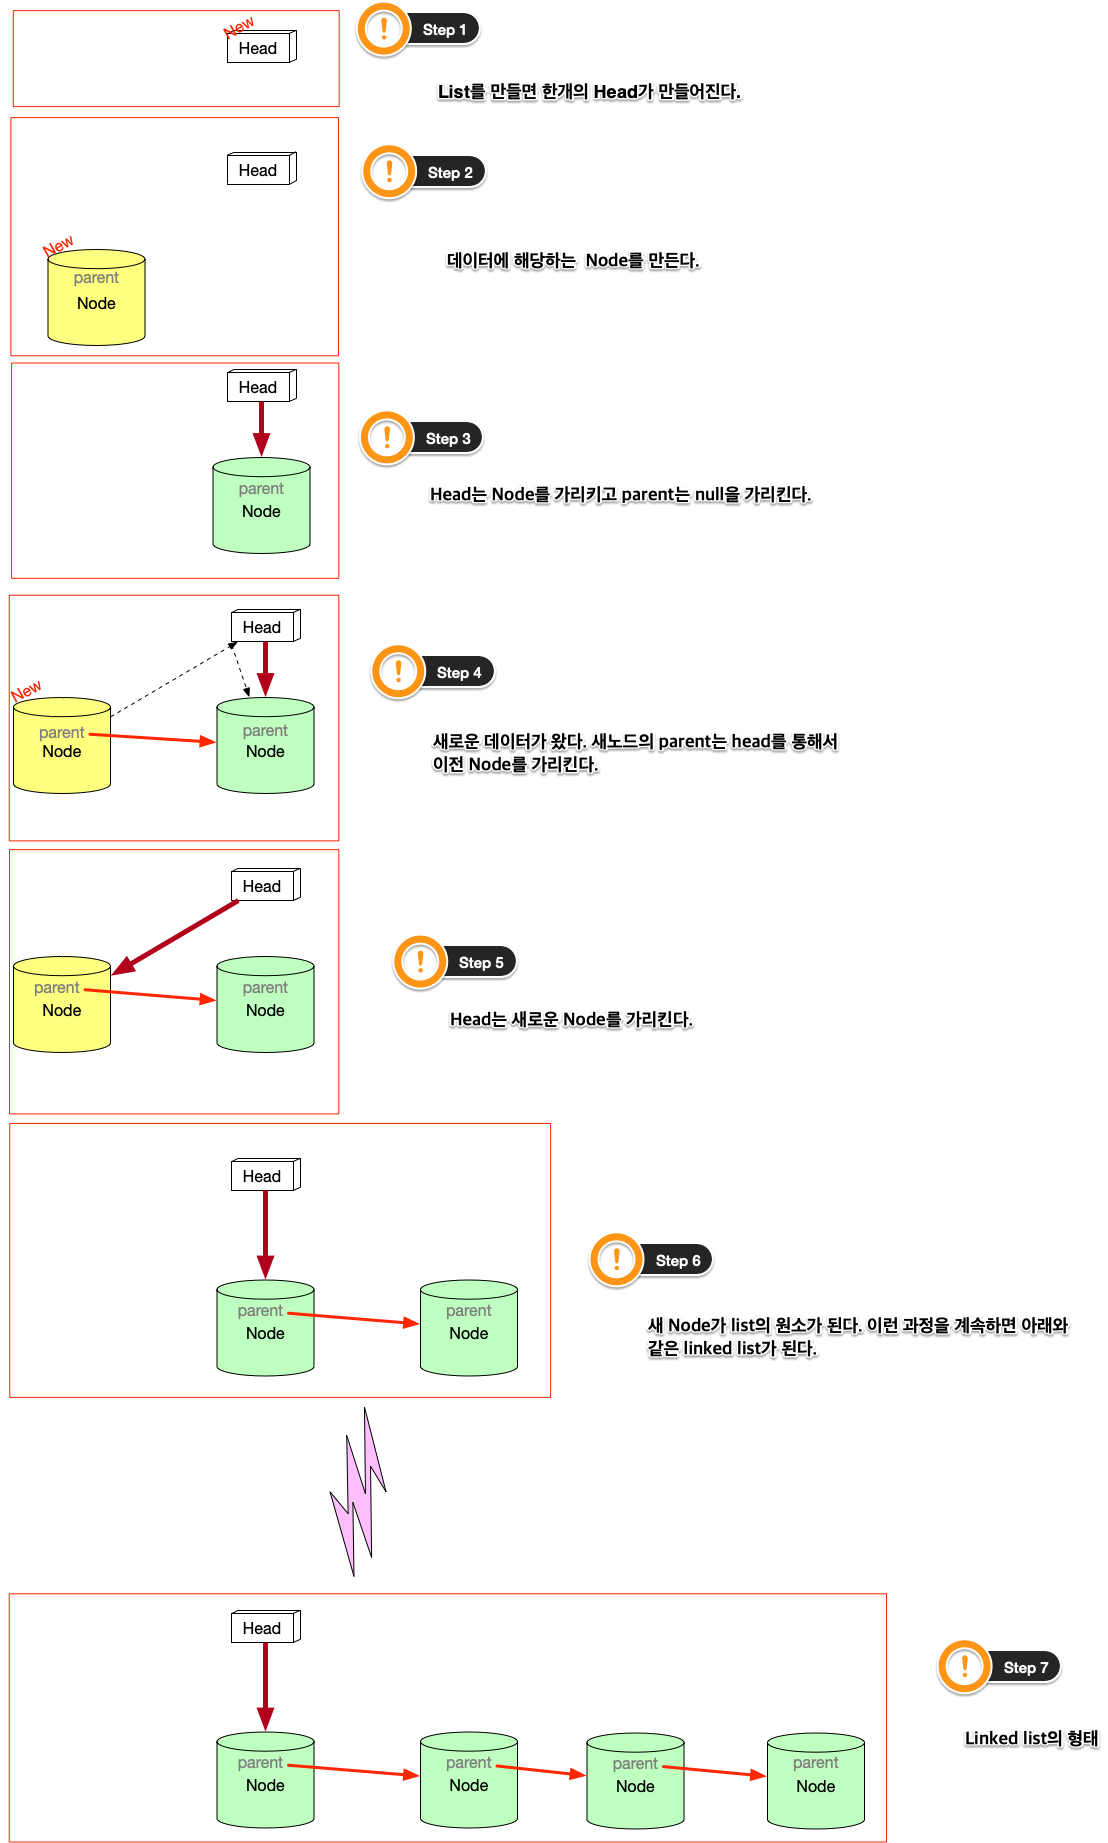 New
Head
Step 1
List를 만들면 한개의 Head가 만들어진다.
Head
Step 2
New
parent
Node
데이터에 해당하는 Node를 만든다.
Head
Step 3
parent
Node
Head는 Node를 가리키고 parent는 null을 가리킨다.
Head
Step 4
New
parent
Node
parent
Node
새로운 데이터가 왔다. 새노드의 parent는 head를 통해서
이전 Node를 가리킨다.
Head
Step 5
parent
Node
parent
Node
Head는 새로운 Node를 가리킨다.
Head
Step 6
parent
Node
parent
Node
새 Node가 list의 원소가 된다. 이런 과정을 계속하면 아래와
같은 linked list가 된다.
Head
Step 7
Linked list의 형태
parent
Node
parent
Node
parent
Node
parent
Node